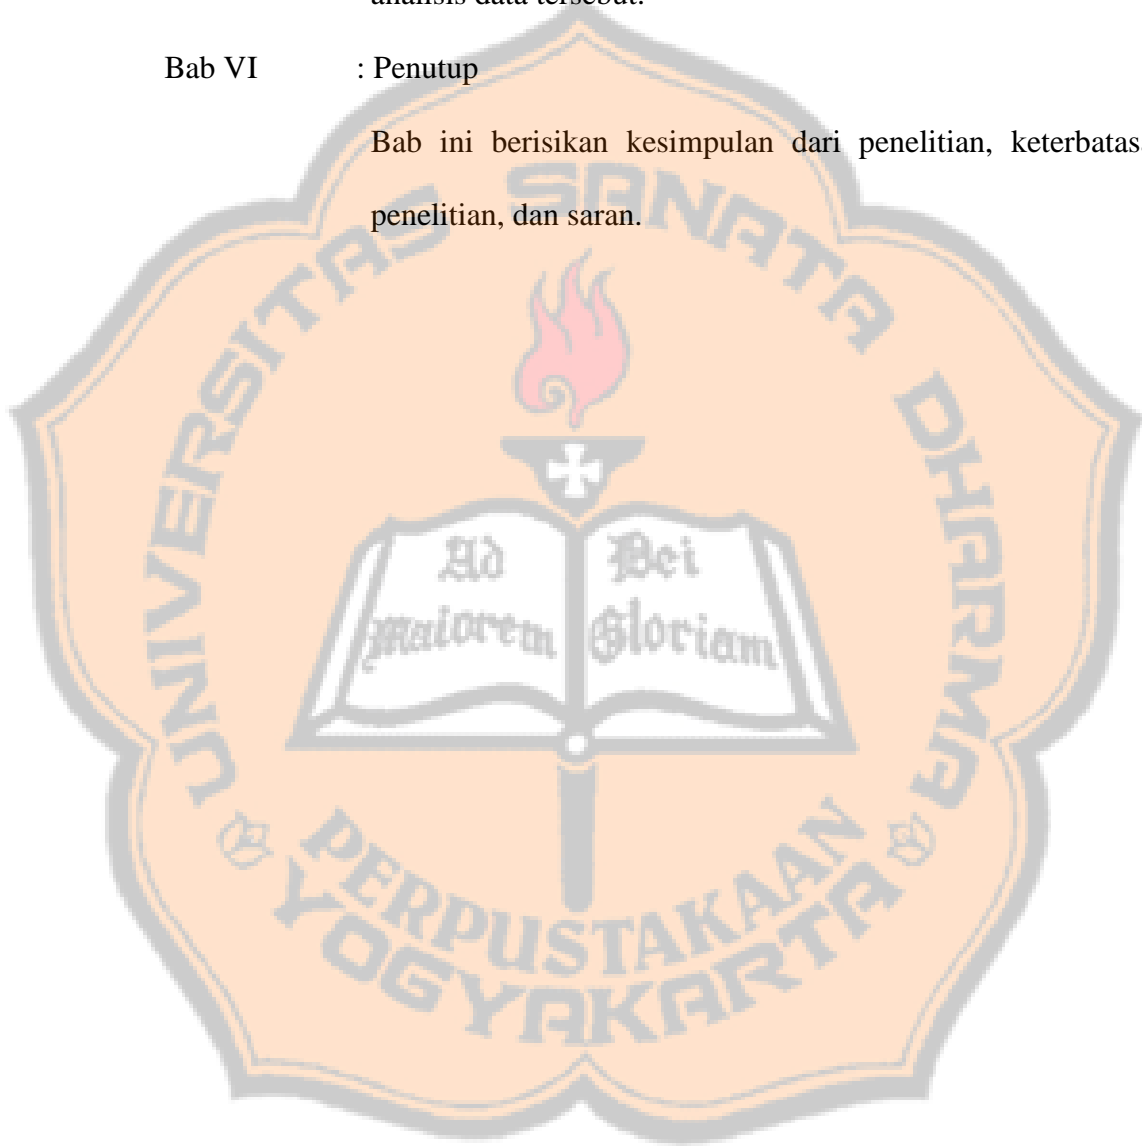 analisis data tersebut.
Bab VI : Penutup
Bab ini berisikan kesimpulan dari penelitian, keterbatas
penelitian, dan saran.
UNIVERSITAS SANATA DHARMA
Ad Dei
maiorem Gloriam
PERPUSTAKAAN
YOGYAKARTA